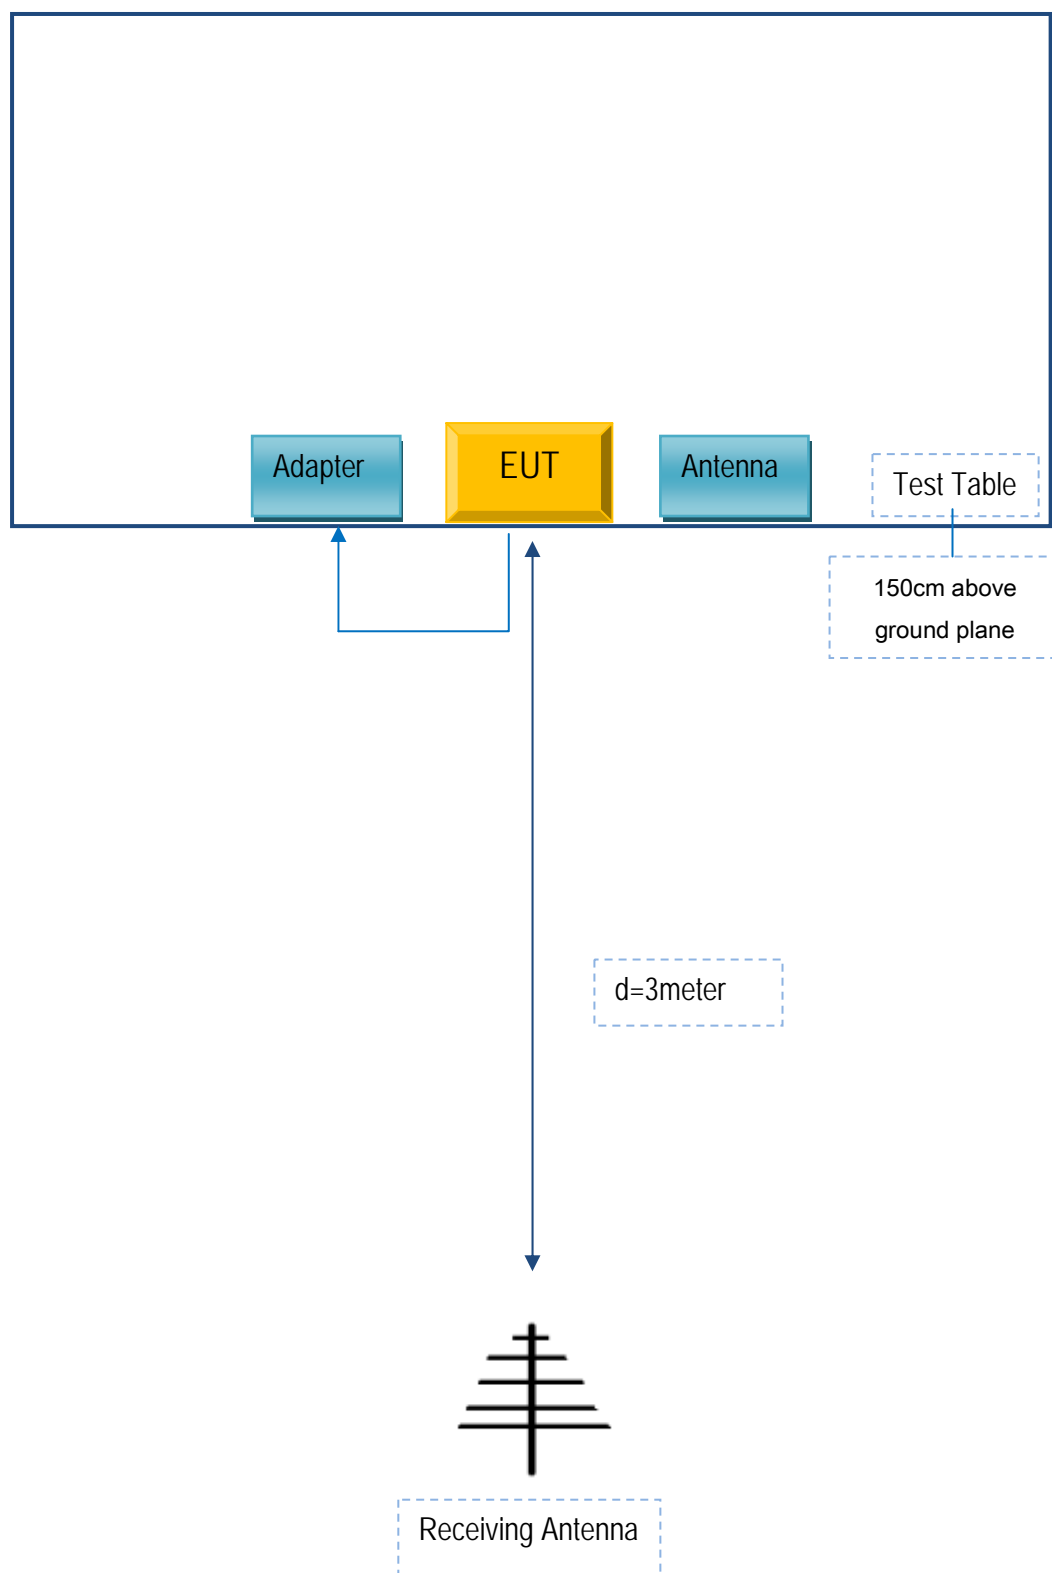 Adapter
EUT
Antenna
Test Table
150cm above
ground plane
d=3meter
Receiving Antenna